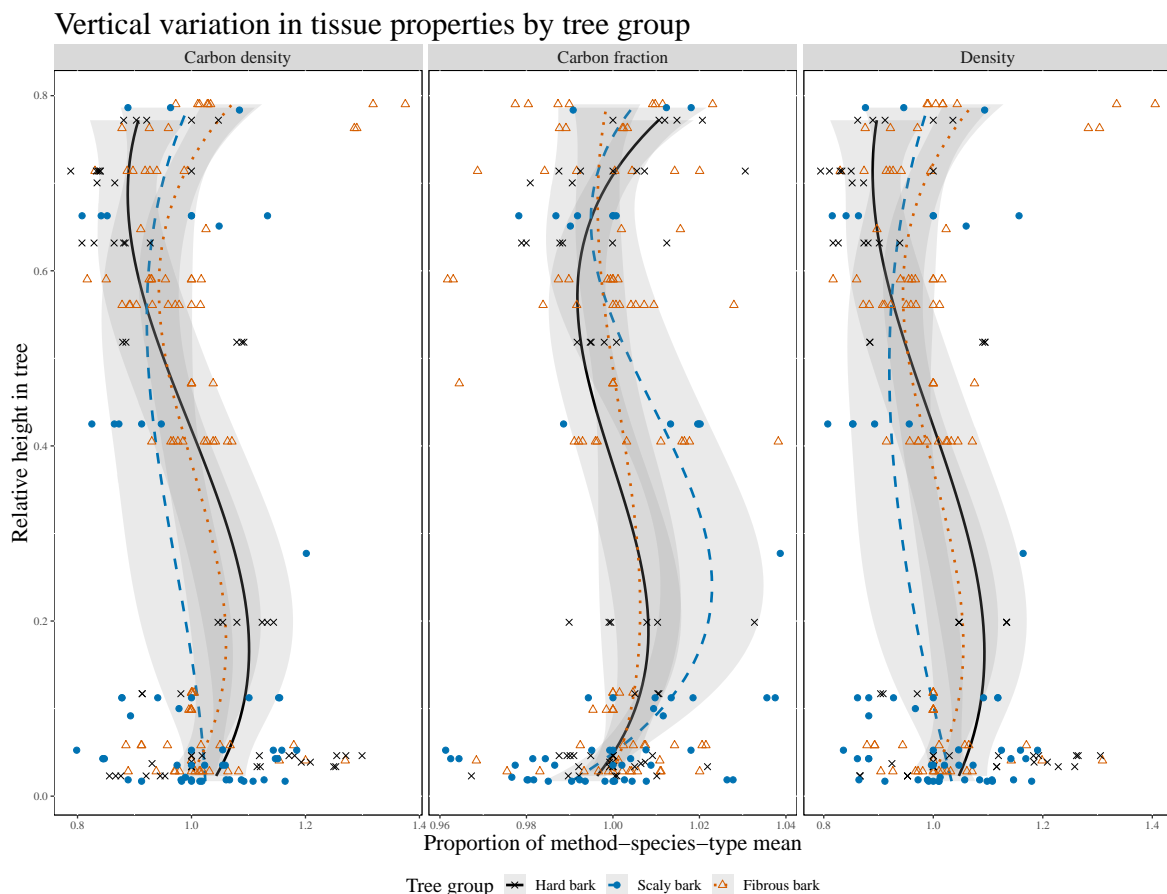 Vertical variation in tissue properties by tree group
Carbon density
Carbon fraction
Density
Relative height in tree
0.8
0.6
0.4
0.2
0.0
0.8 1.0 1.2 1.4
0.96 0.98 1.00 1.02 1.04
0.8 1.0 1.2 1.4
Proportion of method−species−type mean
Tree group Hard bark Scaly bark Fibrous bark